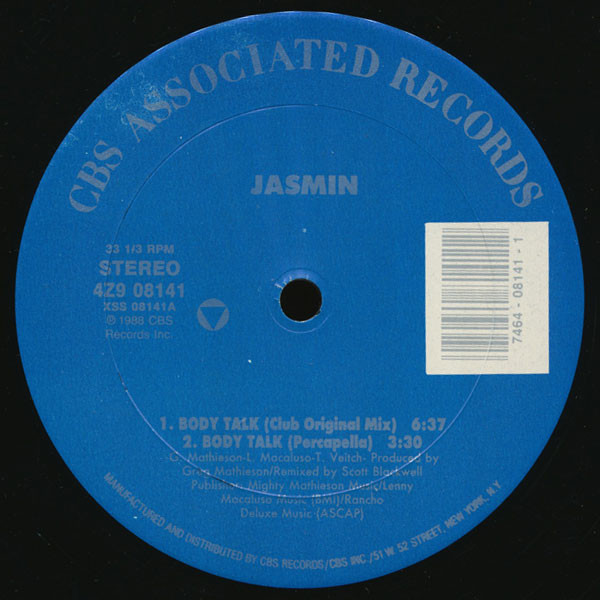 CBS ASSOCIATED RECORDS
JASMIN
33 1/3 RPM
STEREO
4Z9 08141
XSS 08141A
℗ 1988 CBS
Records Inc.
7464 - 08141 - 1
1. BODY TALK (Club Original Mix) 6:37
2. BODY TALK (Percapella) 3:30
-G. Mathieson-L. Macaluso-T. Veitch- Produced by
Greg Mathieson/Remixed by Scott Blackwell
Publisher: Mighty Mathieson Music/Lenny
Macaluso Music (BMI)/Rancho
Deluxe Music (ASCAP)
MANUFACTURED AND DISTRIBUTED BY CBS RECORDS/CBS INC./51 W. 52 STREET, NEW YORK, N.Y.